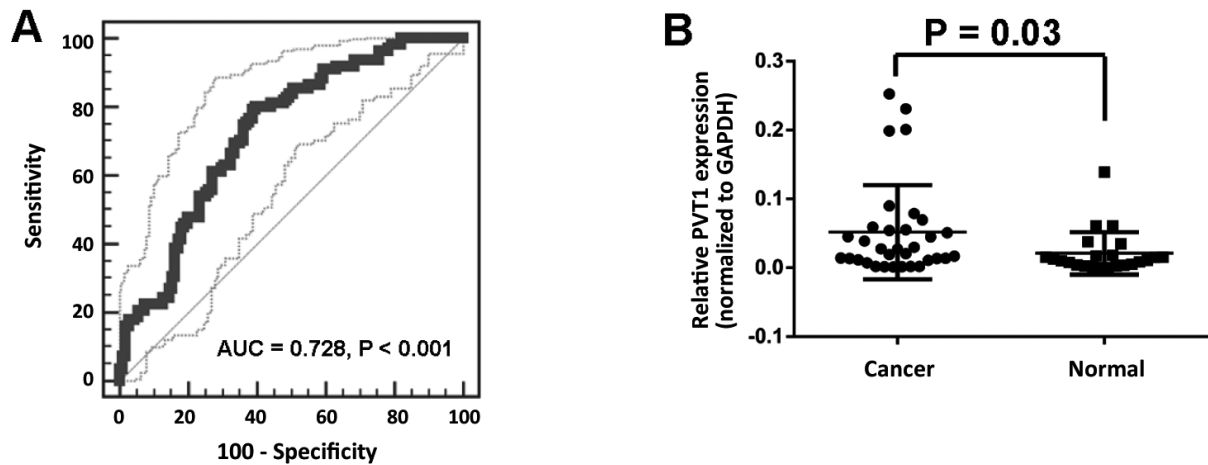 A
100
80
60
40
20
0
Sensitivity
AUC = 0.728, P < 0.001
0 20 40 60 80 100
100 - Specificity
B
P = 0.03
0.3
0.2
0.1
0.0
-0.1
Relative PVT1 expression
(normalized to GAPDH)
Cancer Normal